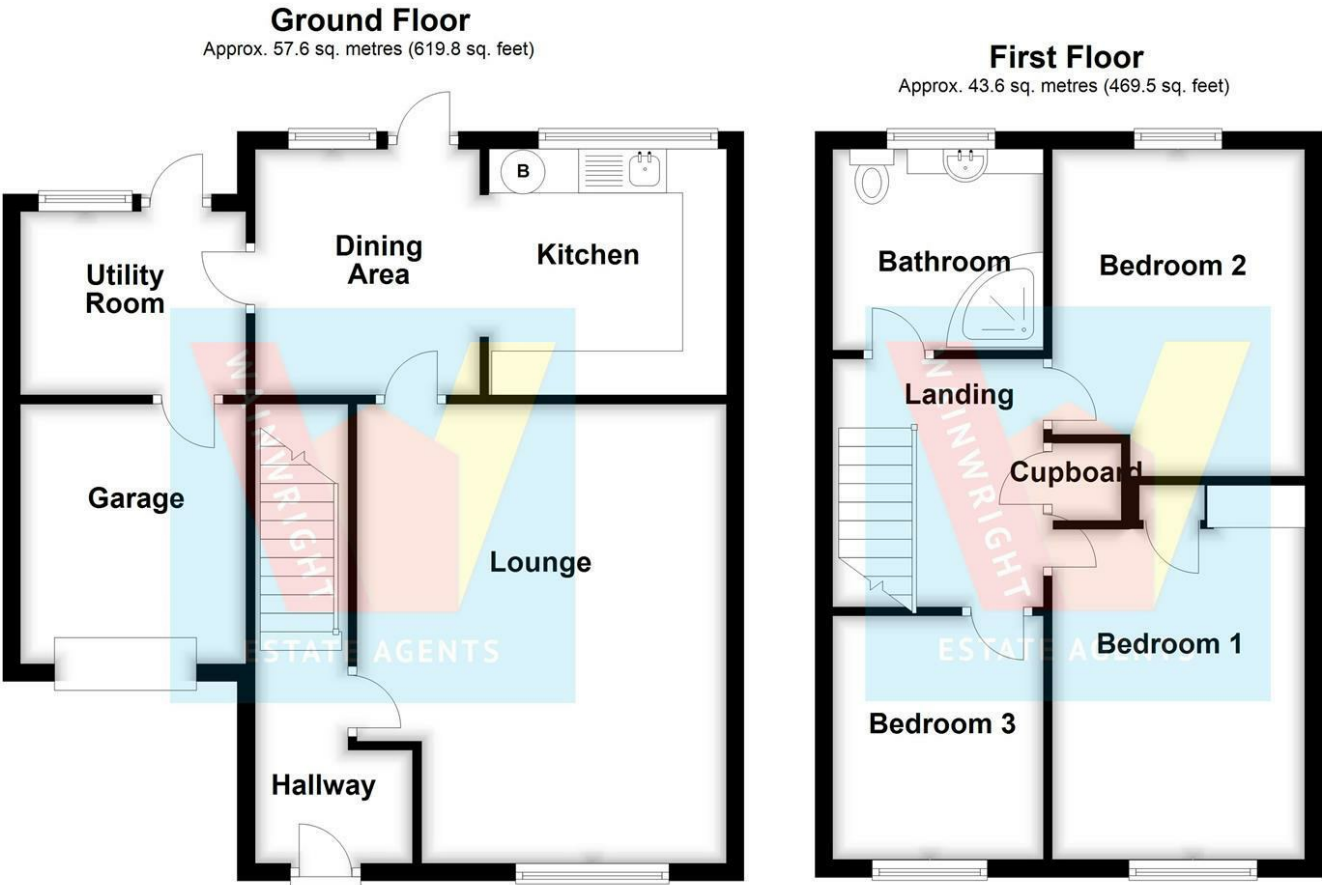 Ground Floor
Approx. 57.6 sq. metres (619.8 sq. feet)
B
Dining
Area
Kitchen
Utility
Room
Garage
Lounge
Hallway
WAINWRIGHT
ESTATE AGENTS
First Floor
Approx. 43.6 sq. metres (469.5 sq. feet)
Bathroom
Bedroom 2
Landing
Cupboard
Bedroom 1
Bedroom 3
WAINWRIGHT
ESTATE AGENTS